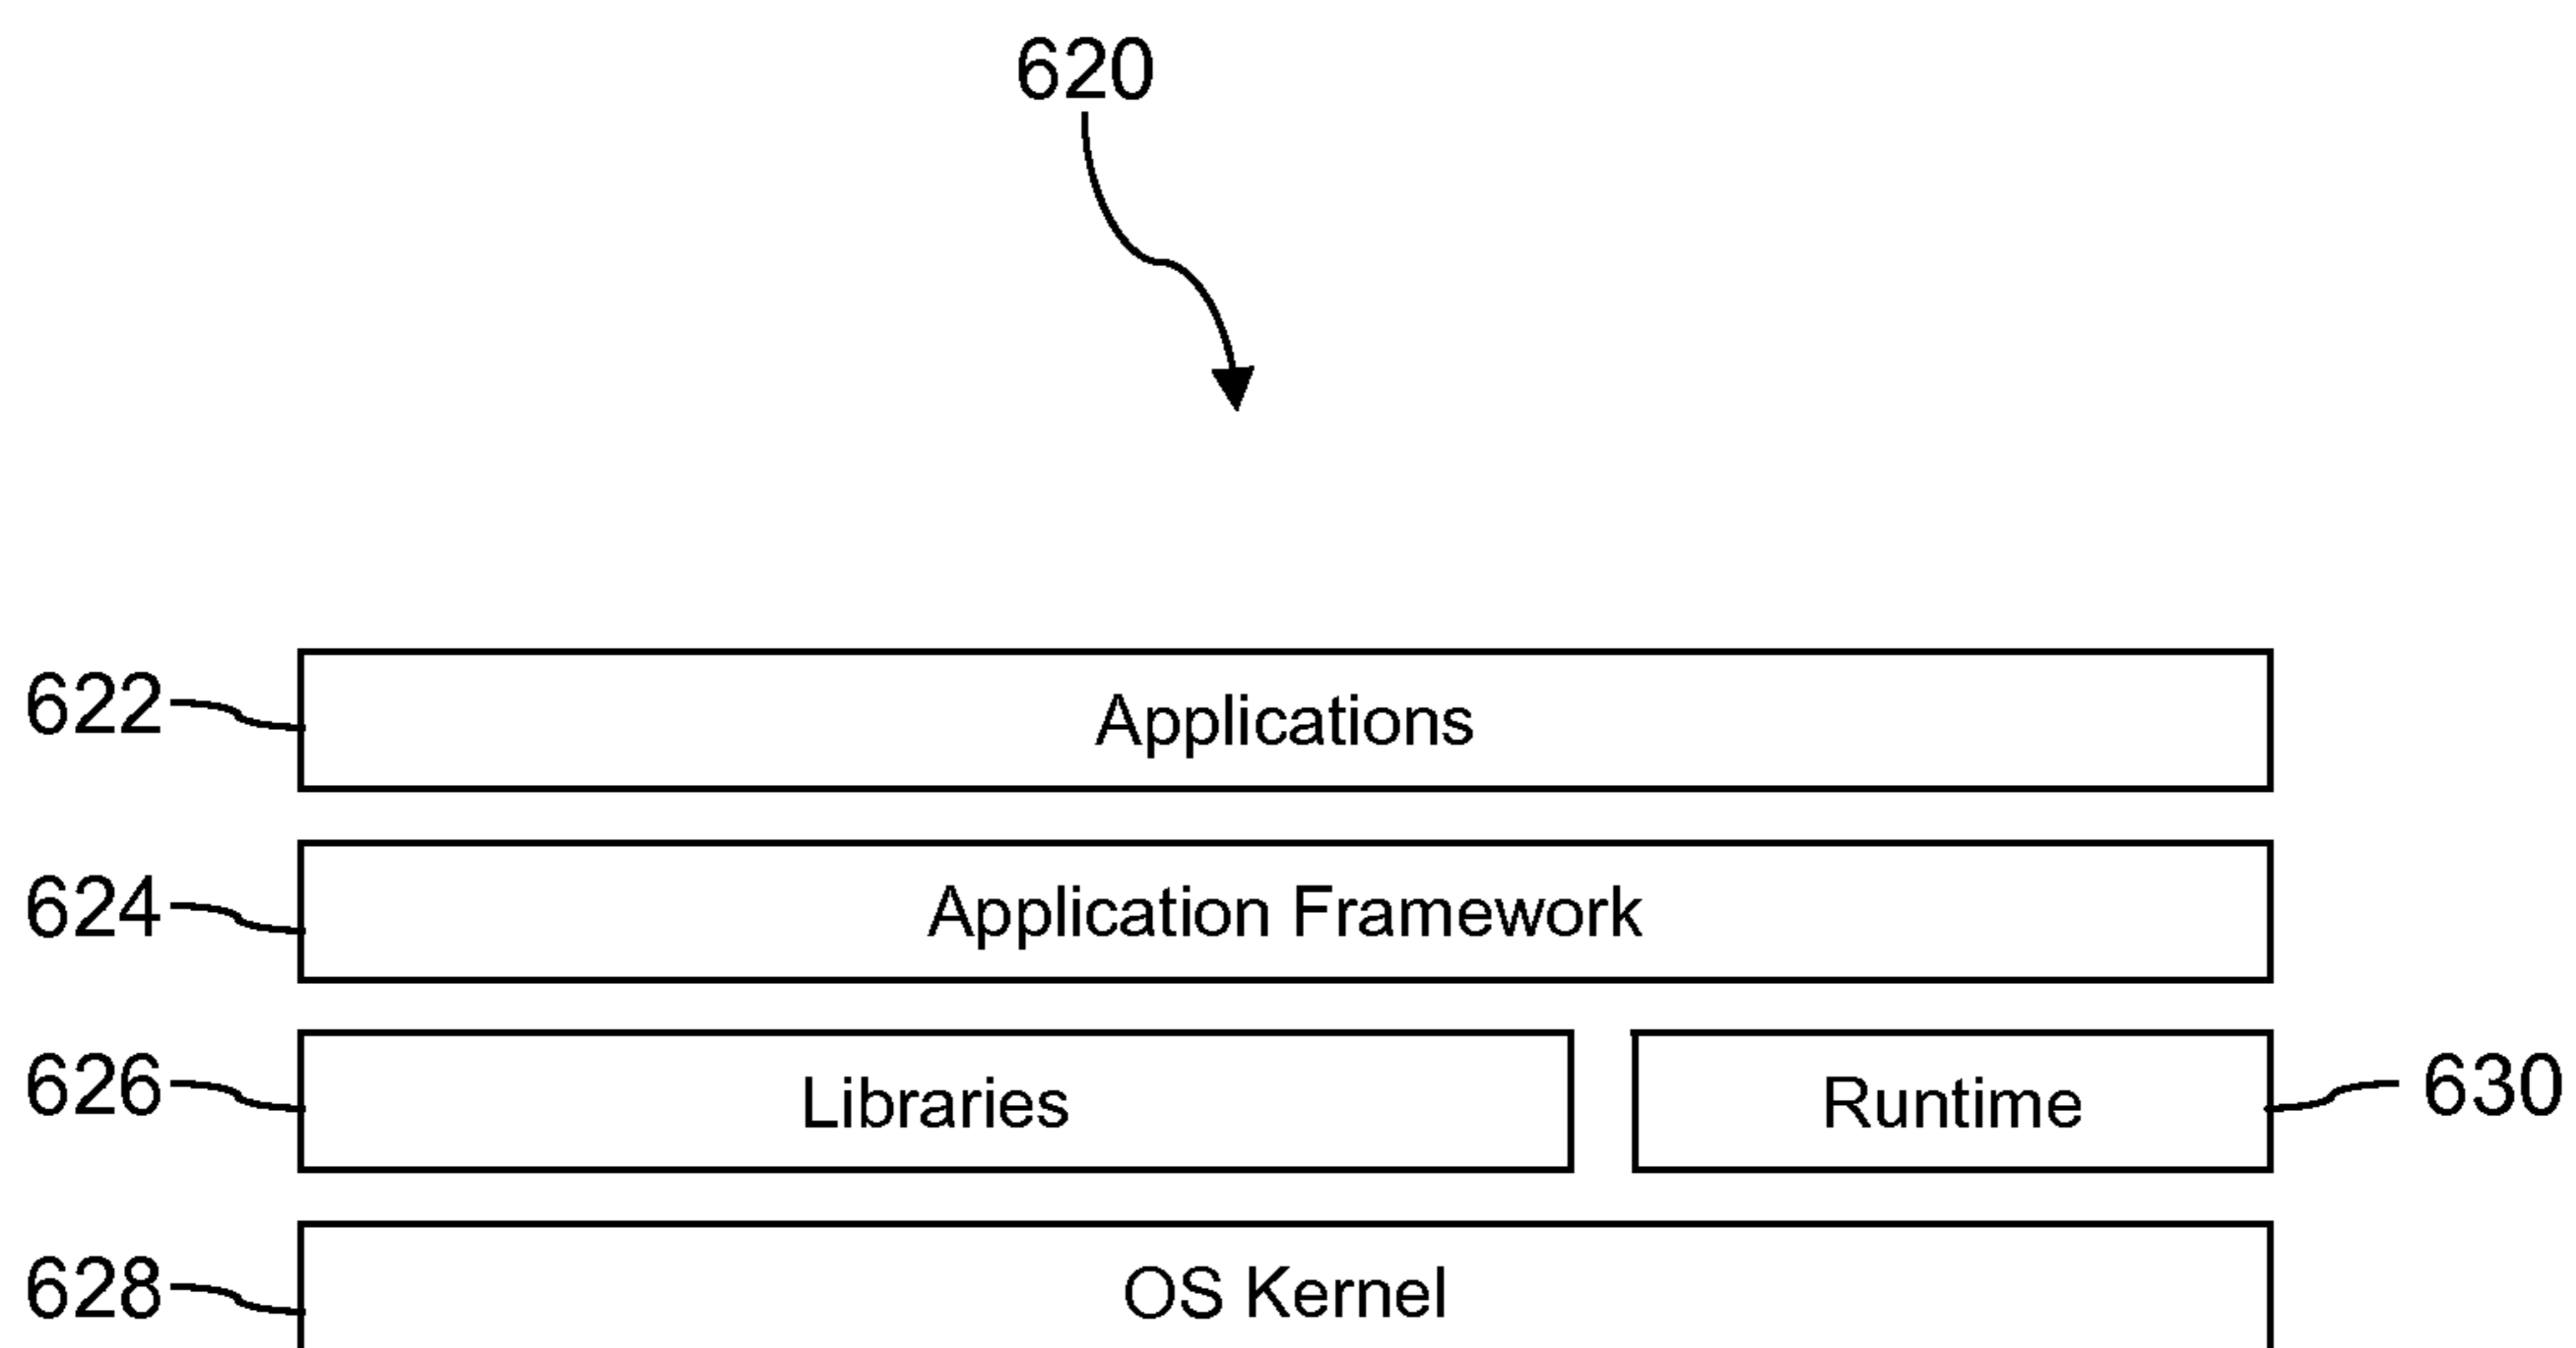 620
622 Applications
624 Application Framework
626 Libraries Runtime 630
628 OS Kernel